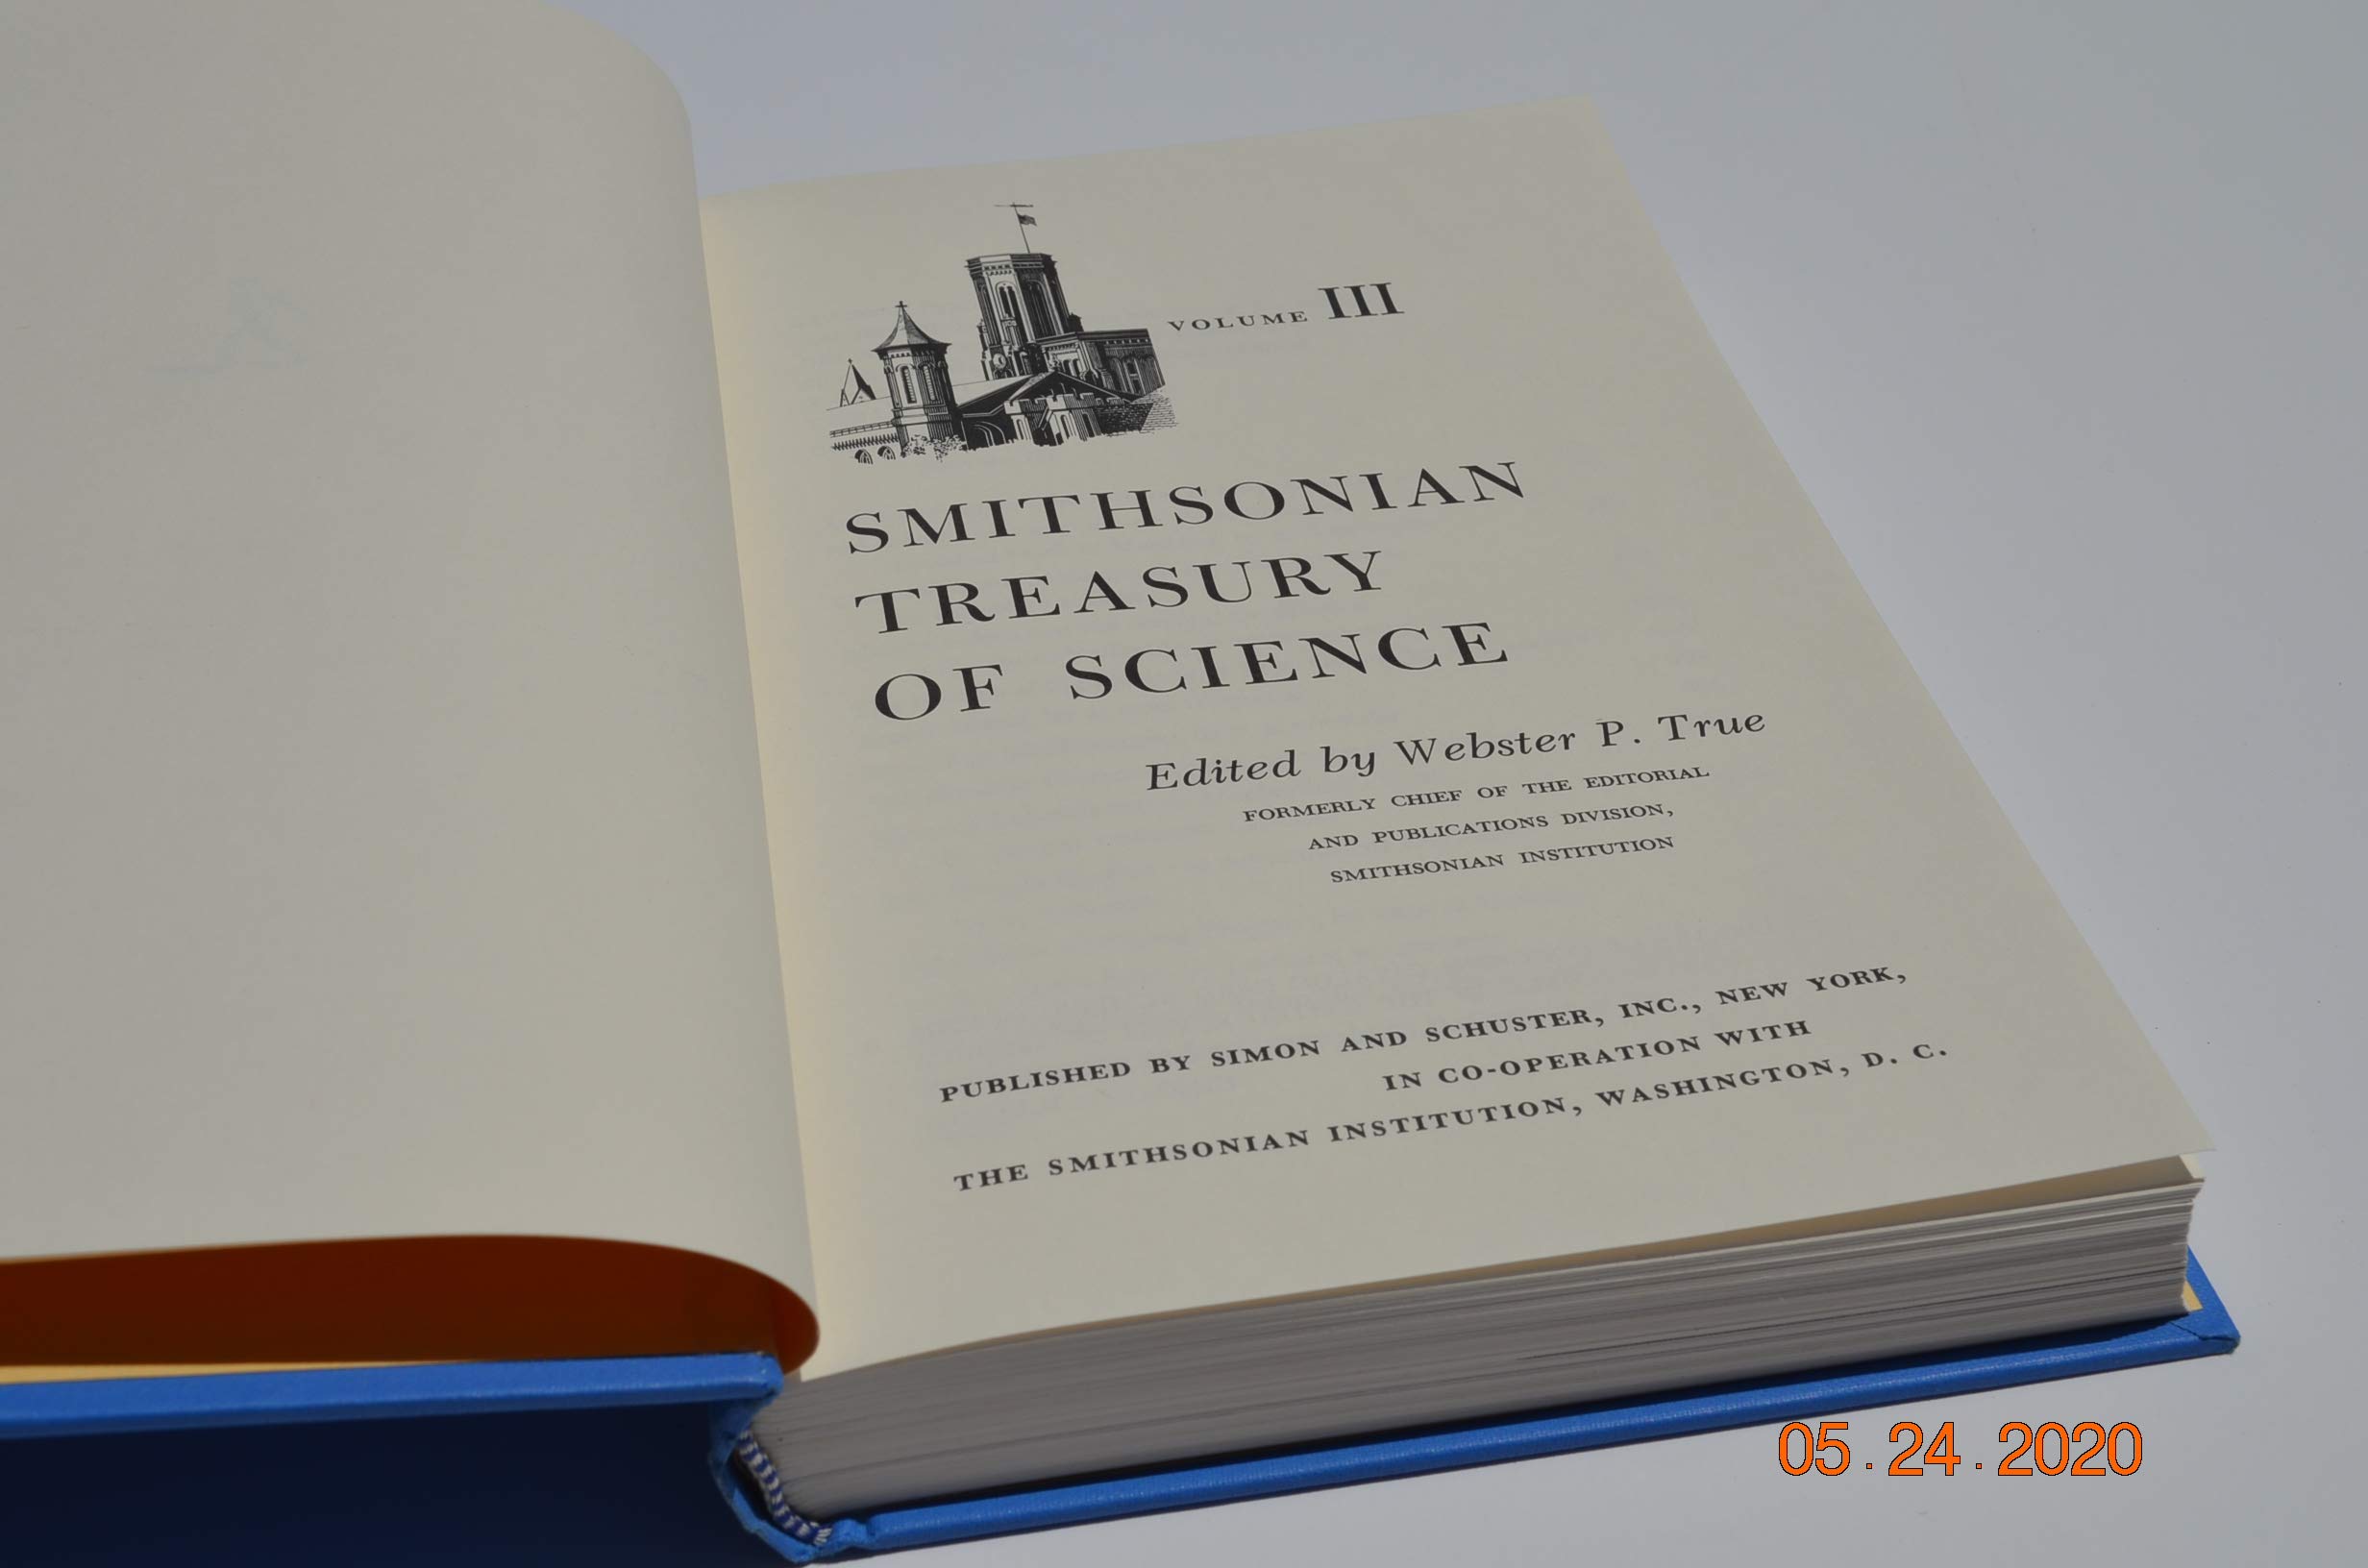 VOLUME III
SMITHSONIAN
TREASURY
OF SCIENCE
Edited by Webster P. True
FORMERLY CHIEF OF THE EDITORIAL
AND PUBLICATIONS DIVISION,
SMITHSONIAN INSTITUTION
PUBLISHED BY SIMON AND SCHUSTER, INC., NEW YORK,
IN CO-OPERATION WITH
THE SMITHSONIAN INSTITUTION, WASHINGTON, D. C.
05.24.2020